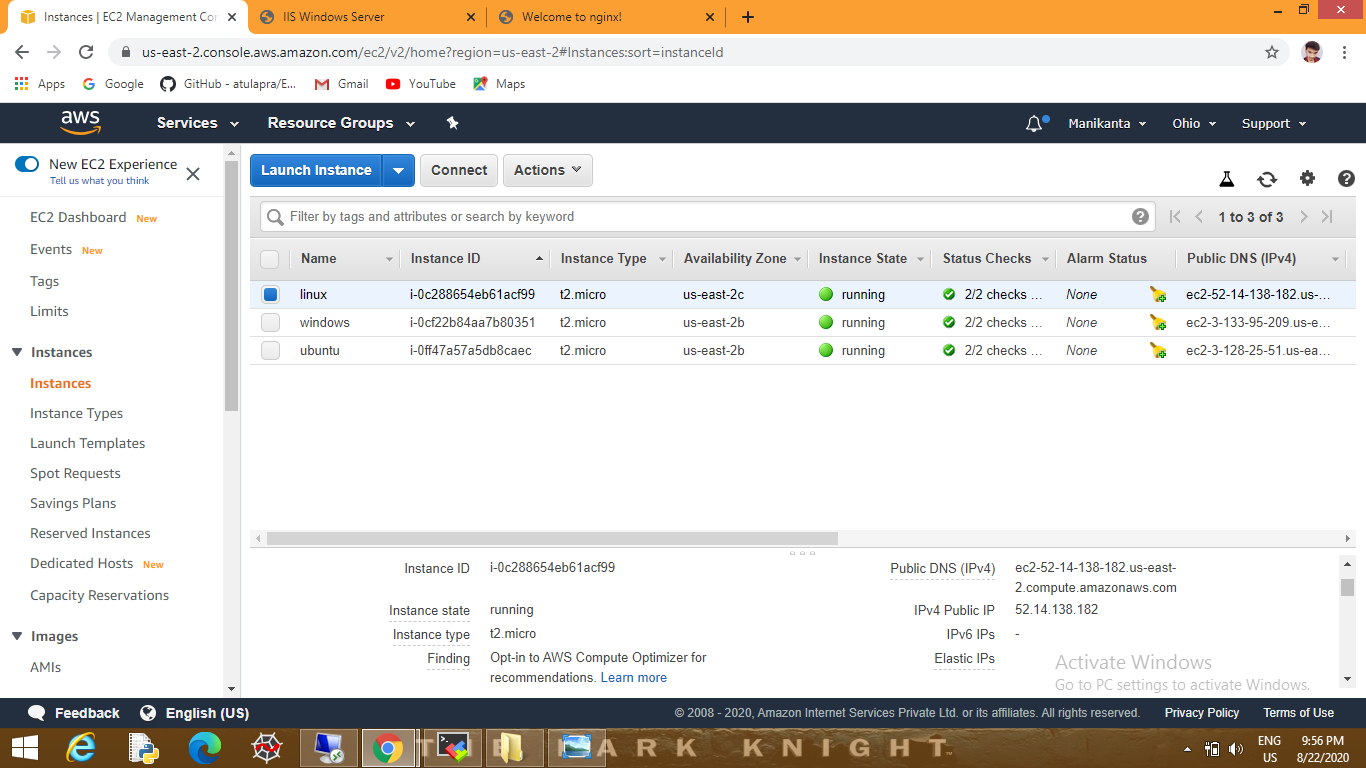 Instances | EC2 Management Con
IIS Windows Server
Welcome to nginx!
us-east-2.console.aws.amazon.com/ec2/v2/home?region=us-east-2#Instances:sort=instanceId
Apps
Google
GitHub - atulapra/E...
Gmail
YouTube
Maps
aws
Services
Resource Groups
Manikanta
Ohio
Support
New EC2 Experience
Tell us what you think
EC2 Dashboard New
Events New
Tags
Limits
Instances
Instances
Instance Types
Launch Templates
Spot Requests
Savings Plans
Reserved Instances
Dedicated Hosts New
Capacity Reservations
Images
AMIs
Launch Instance
Connect
Actions
Filter by tags and attributes or search by keyword
1 to 3 of 3
Name Instance ID Instance Type Availability Zone Instance State Status Checks Alarm Status Public DNS (IPv4)
linux i-0c288654eb61acf99 t2.micro us-east-2c running 2/2 checks ... None ec2-52-14-138-182.us-...
windows i-0cf22b84aa7b80351 t2.micro us-east-2b running 2/2 checks ... None ec2-3-133-95-209.us-e...
ubuntu i-0ff47a57a5db8caec t2.micro us-east-2b running 2/2 checks ... None ec2-3-128-25-51.us-ea...
Instance ID i-0c288654eb61acf99
Instance state running
Instance type t2.micro
Finding Opt-in to AWS Compute Optimizer for
recommendations. Learn more
Public DNS (IPv4) ec2-52-14-138-182.us-east-
2.compute.amazonaws.com
IPv4 Public IP 52.14.138.182
IPv6 IPs -
Elastic IPs
Activate Windows
Go to PC settings to activate Windows.
Feedback
English (US)
© 2008 - 2020, Amazon Internet Services Private Ltd. or its affiliates. All rights reserved.
Privacy Policy
Terms of Use
KNIGHT
ENG
US
9:56 PM
8/22/2020